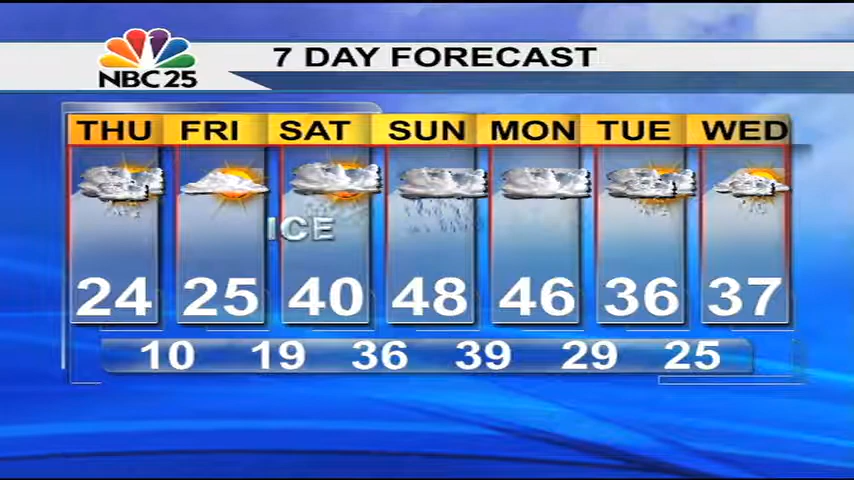 7 DAY FORECAST
NBC25
THU FRI SAT SUN MON TUE WED
ICE
24 25 40 48 46 36 37
10 19 36 39 29 25